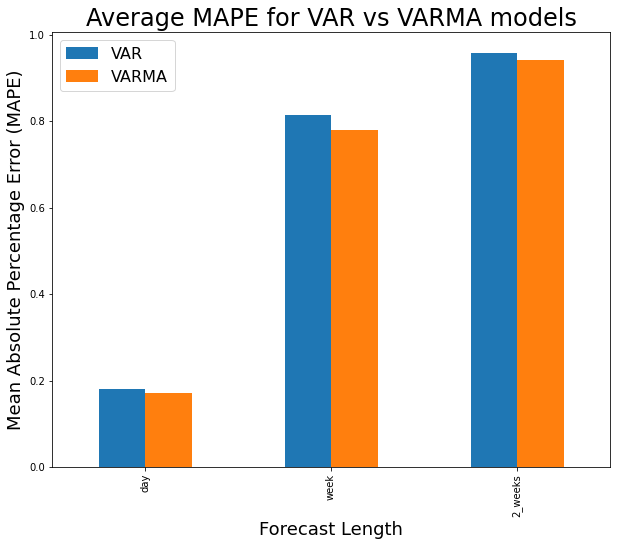 Average MAPE for VAR vs VARMA models
VAR
VARMA
Mean Absolute Percentage Error (MAPE)
1.0
0.8
0.6
0.4
0.2
0.0
day
week
2_weeks
Forecast Length